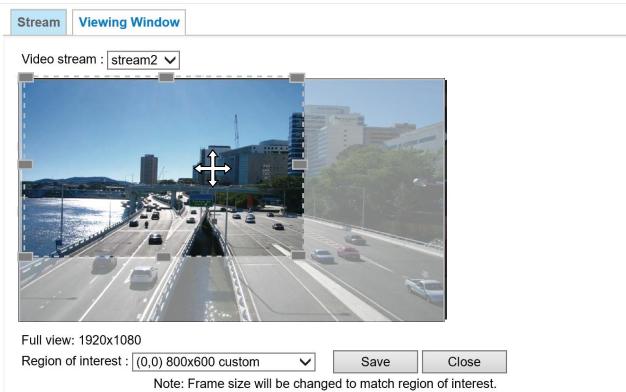 Stream Viewing Window
Video stream : stream2
Full view: 1920x1080
Region of interest : (0,0) 800x600 custom Save Close
Note: Frame size will be changed to match region of interest.